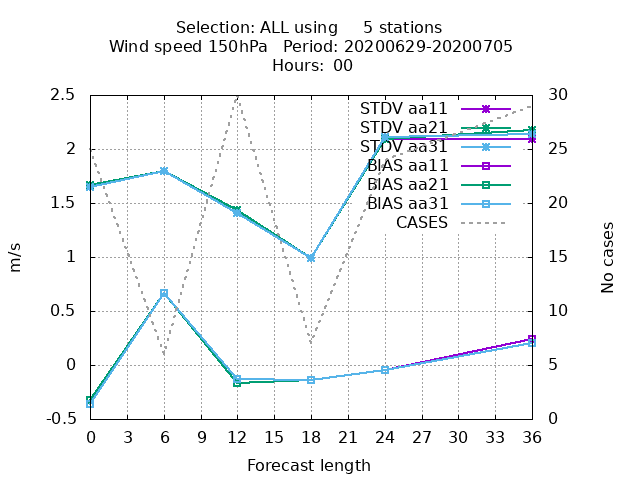 Selection: ALL using     5 stations
Wind speed 150hPa   Period: 20200629-20200705
Hours:  00
2.5
2
1.5
1
0.5
0
-0.5
m/s
STDV aa11
STDV aa21
STDV aa31
BIAS aa11
BIAS aa21
BIAS aa31
CASES
30
25
20
15
10
5
0
No cases
0 3 6 9 12 15 18 21 24 27 30 33 36
Forecast length